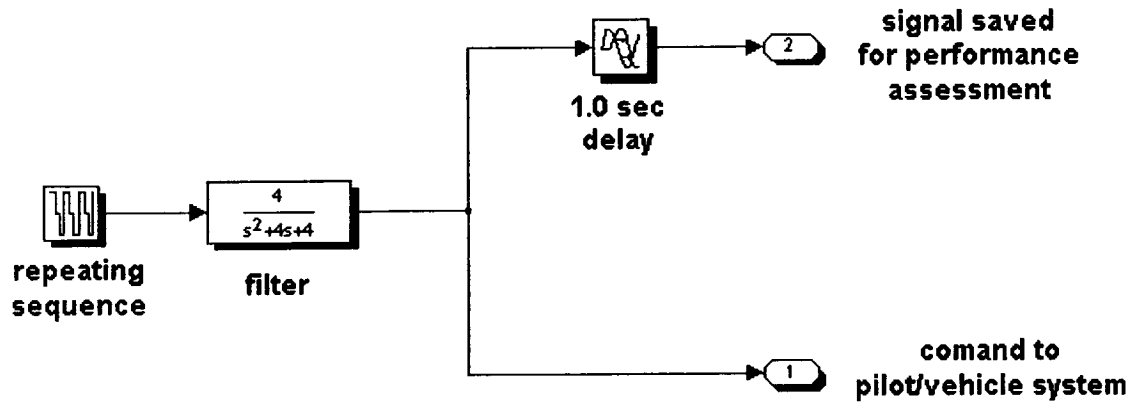 signal saved
for performance
assessment
2
1.0 sec
delay
4
s²+4s+4
repeating
sequence
filter
1
comand to
pilot/vehicle system